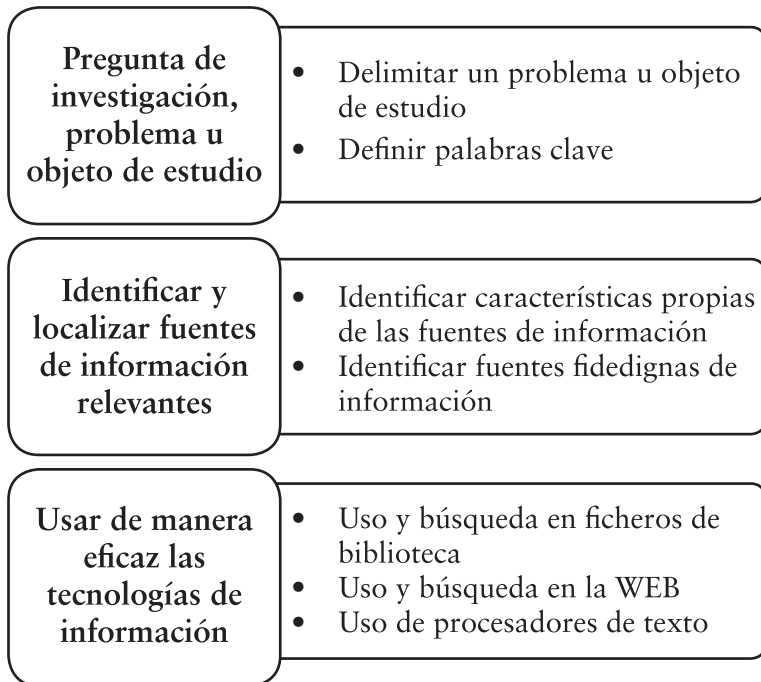 Pregunta de
investigación,
problema u
objeto de estudio
• Delimitar un problema u objeto
de estudio
• Definir palabras clave
Identificar y
localizar fuentes
de información
relevantes
• Identificar características propias
de las fuentes de información
• Identificar fuentes fidedignas de
información
Usar de manera
eficaz las
tecnologías de
información
• Uso y búsqueda en ficheros de
biblioteca
• Uso y búsqueda en la WEB
• Uso de procesadores de texto